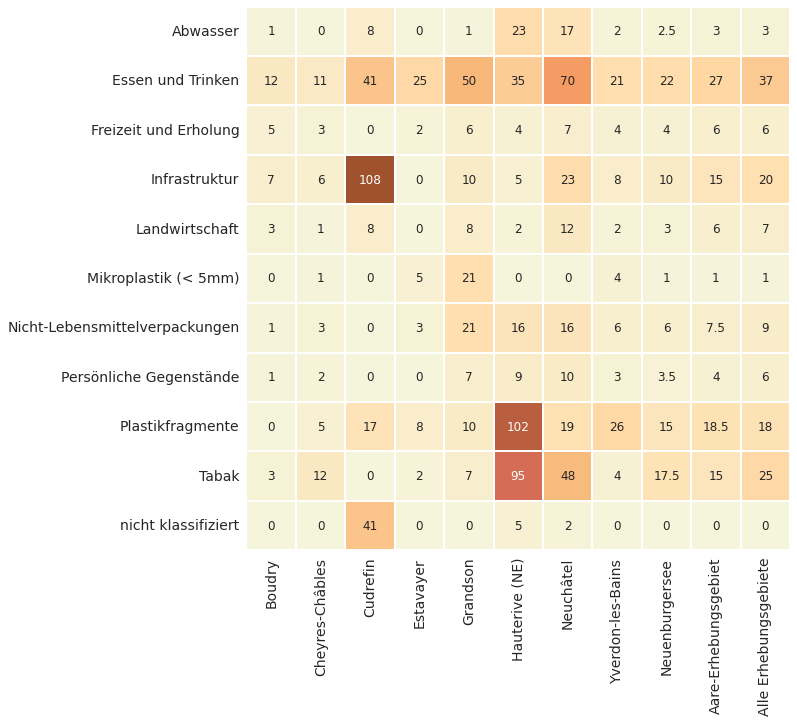 Abwasser 1 0 8 0 1 23 17 2 2.5 3 3
Essen und Trinken 12 11 41 25 50 35 70 21 22 27 37
Freizeit und Erholung 5 3 0 2 6 4 7 4 4 6 6
Infrastruktur 7 6 108 0 10 5 23 8 10 15 20
Landwirtschaft 3 1 8 0 8 2 12 2 3 6 7
Mikroplastik (< 5mm) 0 1 0 5 21 0 0 4 1 1 1
Nicht-Lebensmittelverpackungen 1 3 0 3 21 16 16 6 6 7.5 9
Persönliche Gegenstände 1 2 0 0 7 9 10 3 3.5 4 6
Plastikfragmente 0 5 17 8 10 102 19 26 15 18.5 18
Tabak 3 12 0 2 7 95 48 4 17.5 15 25
nicht klassifiziert 0 0 41 0 0 5 2 0 0 0 0
Boudry
Cheyres-Châbles
Cudrefin
Estavayer
Grandson
Hauterive (NE)
Neuchâtel
Yverdon-les-Bains
Neuenburgersee
Aare-Erhebungsgebiet
Alle Erhebungsgebiete